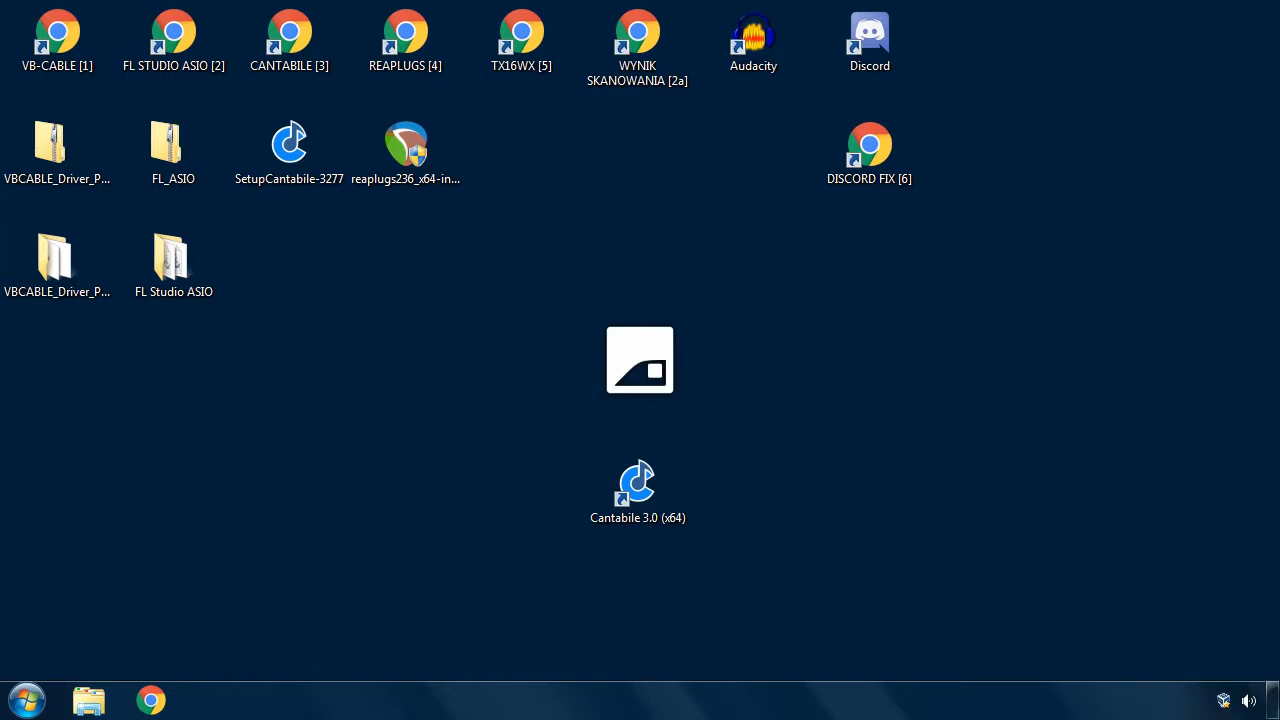 VB-CABLE [1]
FL STUDIO ASIO [2]
CANTABILE [3]
REAPLUGS [4]
TX16WX [5]
WYNIK
SKANOWANIA [2a]
Audacity
Discord
VBCABLE_Driver_P...
FL_ASIO
SetupCantabile-3277
reaplugs236_x64-in...
DISCORD FIX [6]
VBCABLE_Driver_P...
FL Studio ASIO
Cantabile 3.0 (x64)